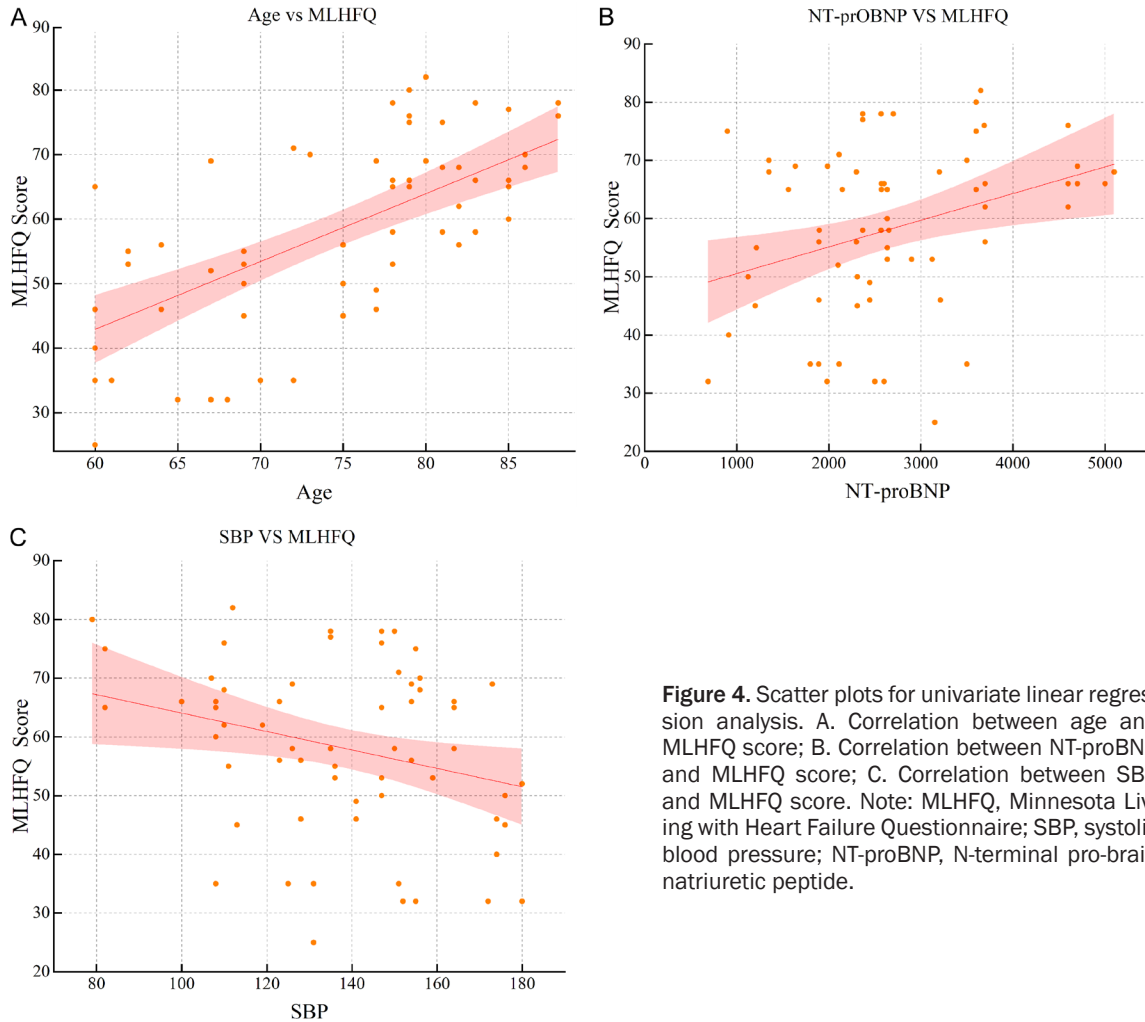 A
Age vs MLHFQ
90
80
70
60
50
40
30
MLHFQ Score
60 65 70 75 80 85
Age
B
NT-prOBNP VS MLHFQ
90
80
70
60
50
40
30
20
MLHFQ Score
0 1000 2000 3000 4000 5000
NT-proBNP
C
SBP VS MLHFQ
90
80
70
60
50
40
30
20
MLHFQ Score
80 100 120 140 160 180
SBP
Figure 4. Scatter plots for univariate linear regres
sion analysis. A. Correlation between age an
MLHFQ score; B. Correlation between NT-proBN
and MLHFQ score; C. Correlation between SB
and MLHFQ score. Note: MLHFQ, Minnesota Liv
ing with Heart Failure Questionnaire; SBP, systoli
blood pressure; NT-proBNP, N-terminal pro-brai
natriuretic peptide.